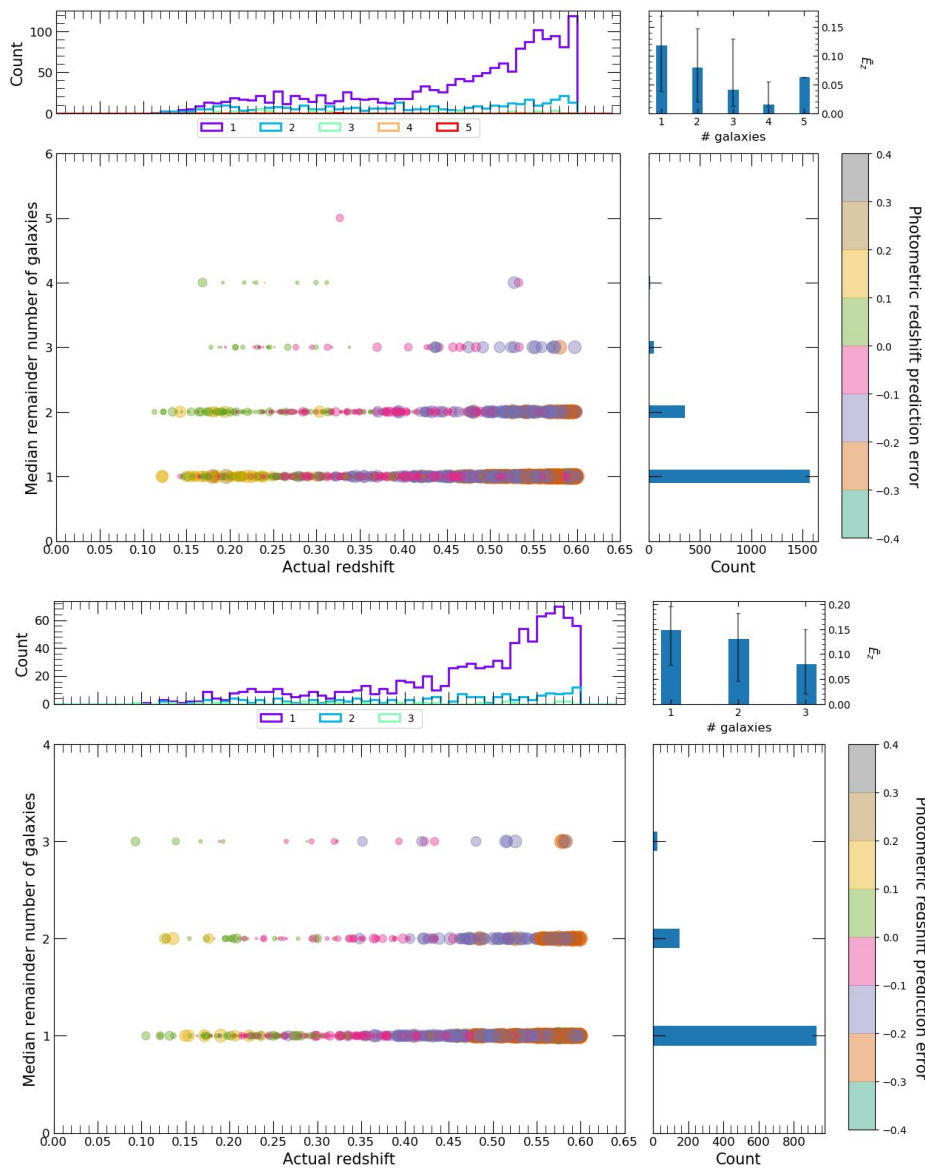 100
50
0
Count
1 2 3 4 5
0.15
0.10
0.05
0.00
Ē_z
1 2 3 4 5
# galaxies
6
5
4
3
2
1
0
Median remainder number of galaxies
0.00 0.05 0.10 0.15 0.20 0.25 0.30 0.35 0.40 0.45 0.50 0.55 0.60 0.65
Actual redshift
0 500 1000 1500
Count
0.4
0.3
0.2
0.1
0.0
−0.1
−0.2
−0.3
−0.4
Photometric redshift prediction error
60
40
20
0
Count
1 2 3
0.20
0.15
0.10
0.05
0.00
Ē_z
1 2 3
# galaxies
4
3
2
1
0
Median remainder number of galaxies
0.00 0.05 0.10 0.15 0.20 0.25 0.30 0.35 0.40 0.45 0.50 0.55 0.60 0.65
Actual redshift
0 200 400 600 800
Count
0.4
0.3
0.2
0.1
0.0
−0.1
−0.2
−0.3
−0.4
Photometric redshift prediction error